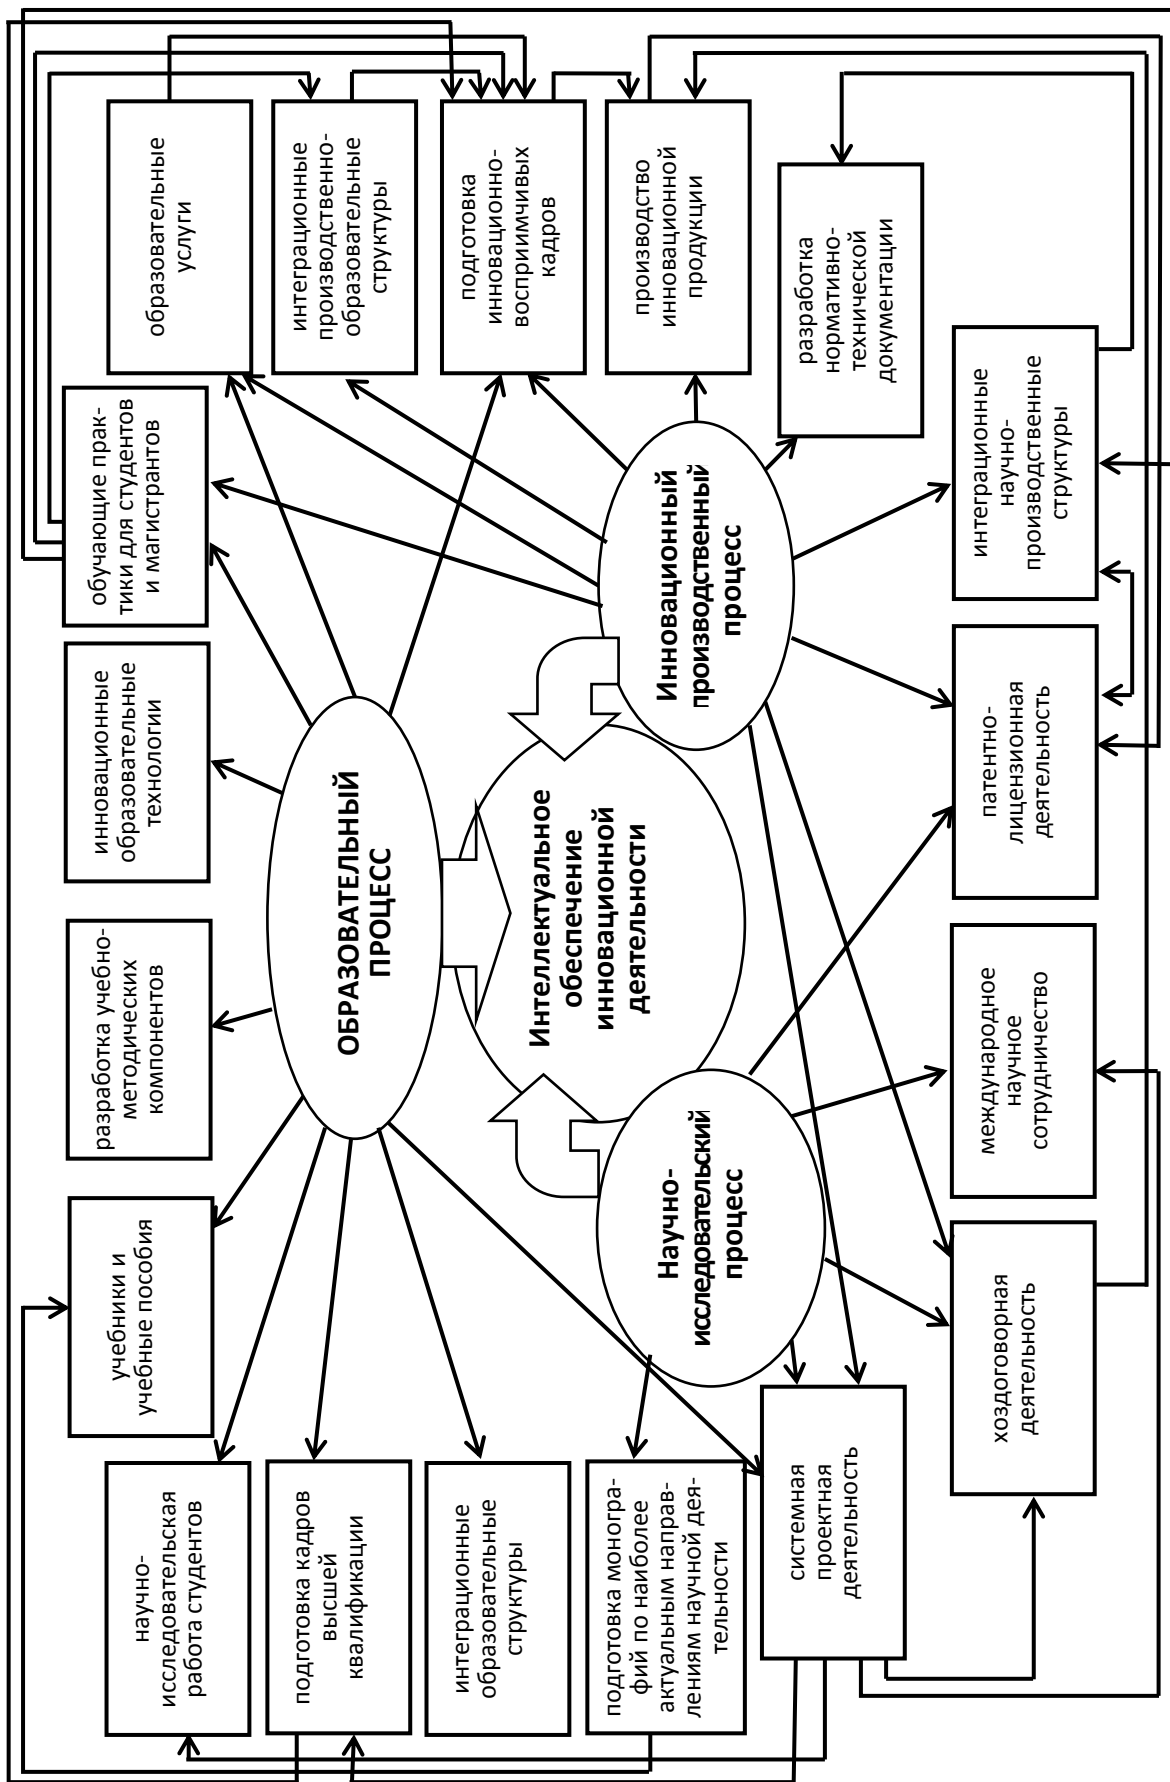 научно-
исследовательская
работа студентов
учебники и
учебные пособия
разработка учебно-
методических
компонентов
инновационные
образовательные
технологии
обучающие прак-
тики для студентов
и магистрантов
образовательные
услуги
подготовка кадров
высшей
квалификации
ОБРАЗОВАТЕЛЬНЫЙ
ПРОЦЕСС
интеграционные
производственно-
образовательные
структуры
интеграционные
образовательные
структуры
Интеллектуальное
обеспечение
инновационной
деятельности
подготовка
инновационно-
восприимчивых
кадров
подготовка моногра-
фий по наиболее
актуальным направ-
лениям научной дея-
тельности
Научно-
исследовательский
процесс
Инновационный
производственный
процесс
производство
инновационной
продукции
системная
проектная
деятельность
разработка
нормативно-
технической
документации
хоздоговорная
деятельность
международное
научное
сотрудничество
патентно-
лицензионная
деятельность
интеграционные
научно-
производственные
структуры